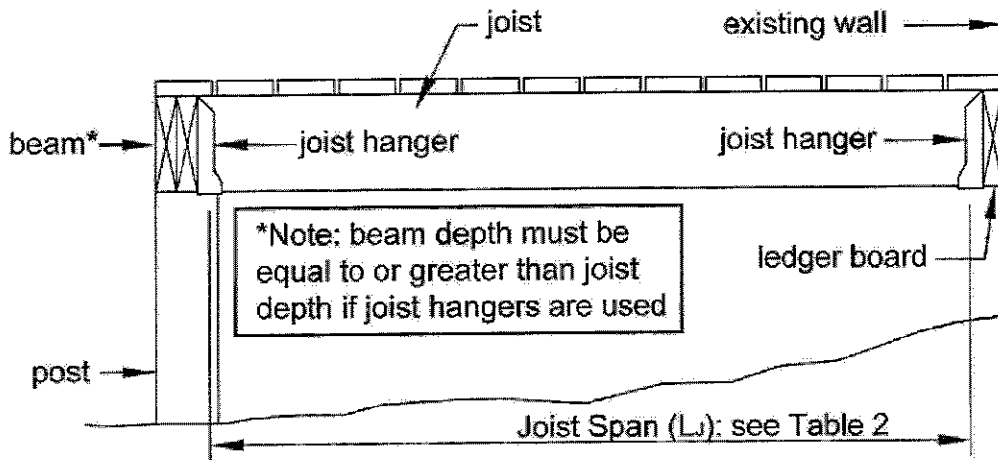 joist
existing wall
beam*
joist hanger
joist hanger
*Note: beam depth must be
equal to or greater than joist
depth if joist hangers are used
ledger board
post
Joist Span (LJ): see Table 2